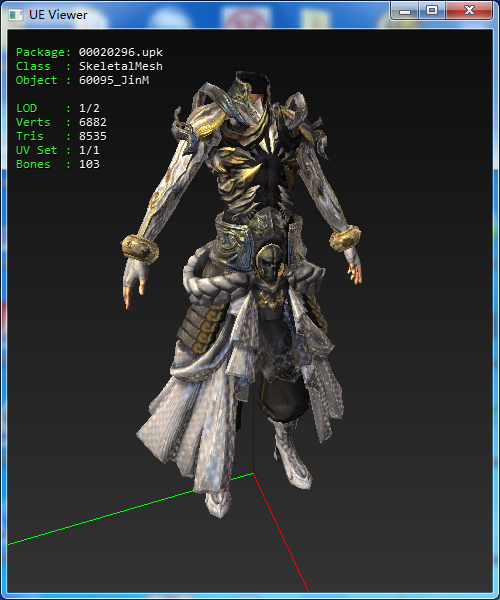 UE Viewer
Package: 00020296.upk
Class : SkeletalMesh
Object : 60095_JinM
LOD : 1/2
Verts : 6882
Tris : 8535
UV Set : 1/1
Bones : 103